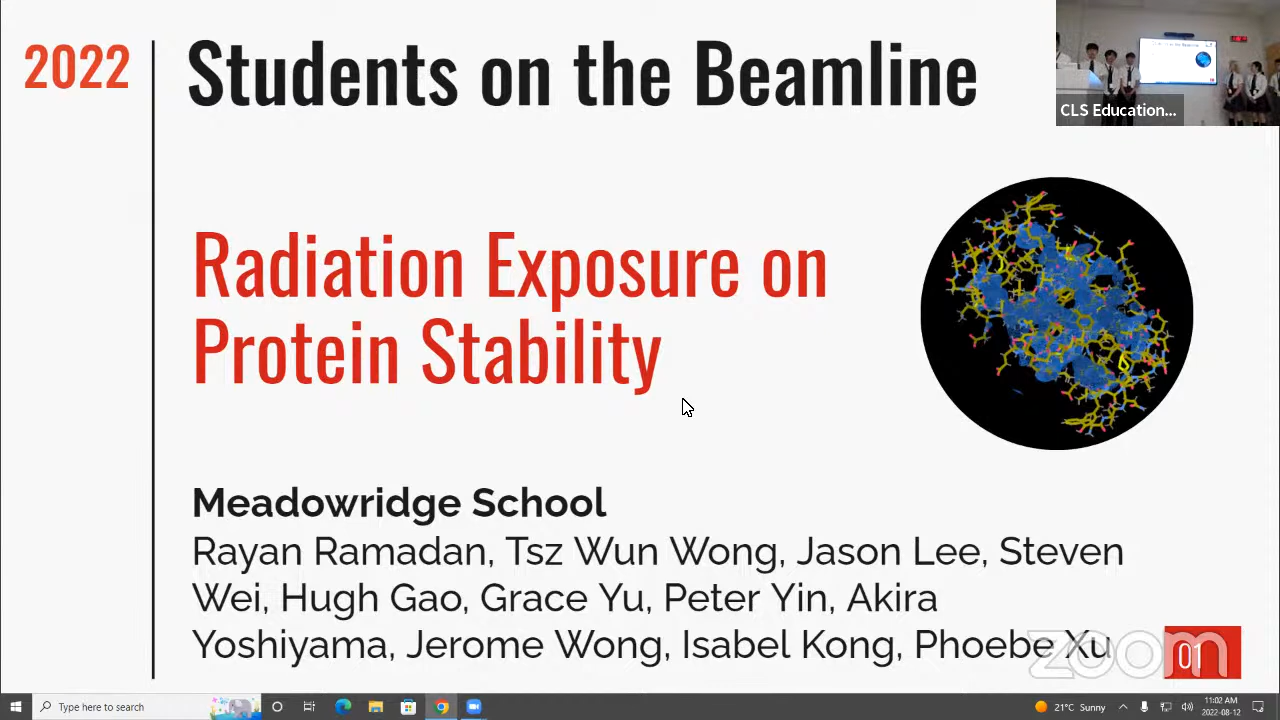 2022
Students on the Beamline
CLS Education...
Radiation Exposure on
Protein Stability
Meadowridge School
Rayan Ramadan, Tsz Wun Wong, Jason Lee, Steven
Wei, Hugh Gao, Grace Yu, Peter Yin, Akira
Yoshiyama, Jerome Wong, Isabel Kong, Phoebe Xu
zoom
01
Type here to search
21°C Sunny
11:02 AM
2022-08-12